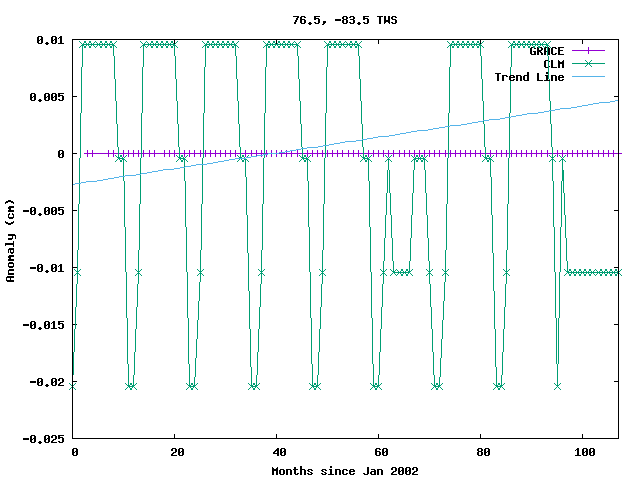 76.5, -83.5 TWS
0.01
GRACE
CLM
Trend Line
0.005
0
-0.005
Anomaly (cm)
-0.01
-0.015
-0.02
-0.025
0 20 40 60 80 100
Months since Jan 2002